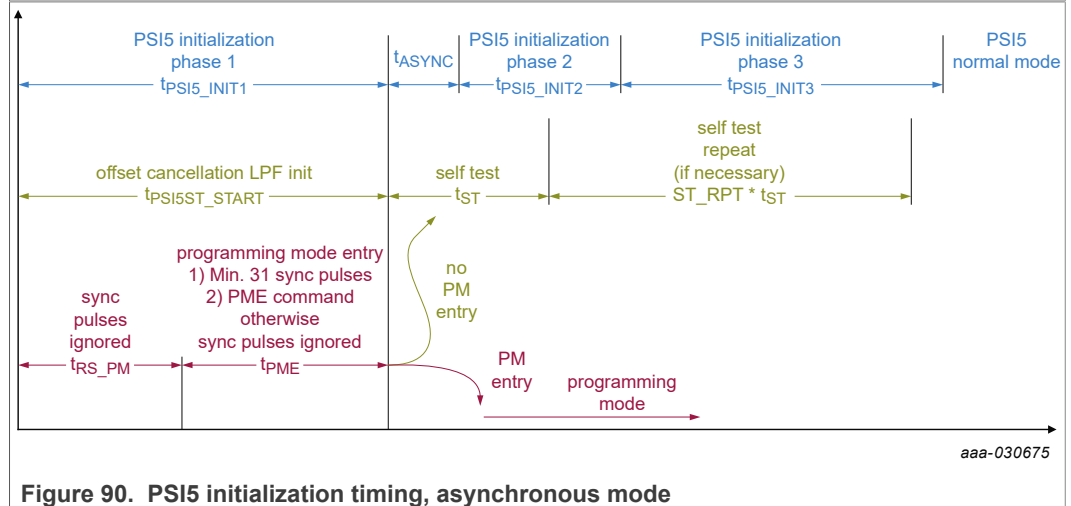 PSI5 initialization
phase 1
tPSI5_INIT1
tASYNC
PSI5 initialization
phase 2
tPSI5_INIT2
PSI5 initialization
phase 3
tPSI5_INIT3
PSI5
normal mode
offset cancellation LPF init
tPSI5ST_START
self test
tST
self test
repeat
(if necessary)
ST_RPT * tST
sync
pulses
ignored
tRS_PM
programming mode entry
1) Min. 31 sync pulses
2) PME command
otherwise
sync pulses ignored
tPME
no
PM
entry
PM
entry
programming
mode
aaa-030675
Figure 90. PSI5 initialization timing, asynchronous mode